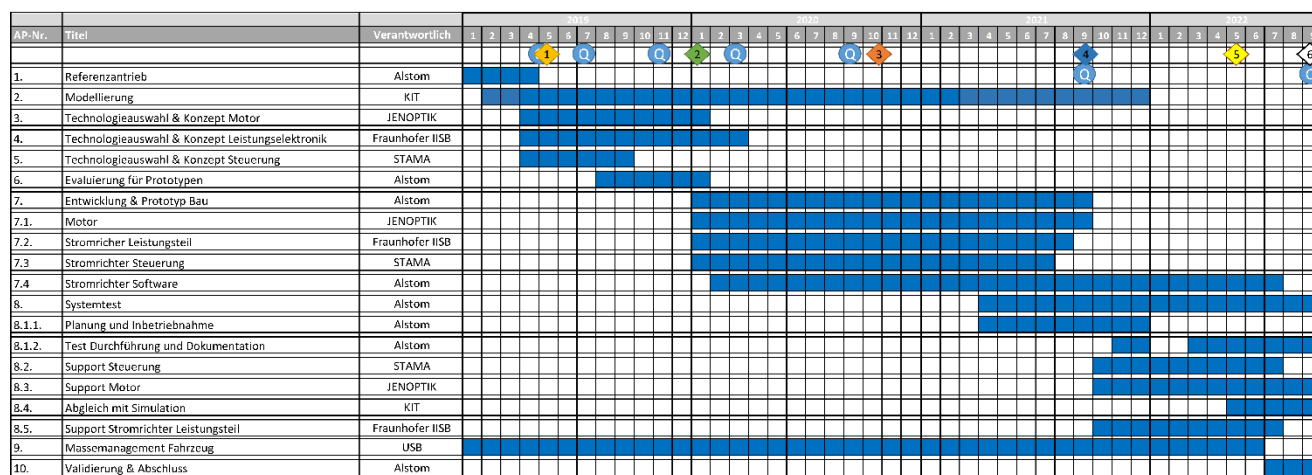 2019 2020 2021 2022
AP-Nr. Titel Verantwortlich 1 2 3 4 5 6 7 8 9 10 11 12 1 2 3 4 5 6 7 8 9 10 11 12 1 2 3 4 5 6 7 8 9 10 11 12 1 2 3 4 5 6 7 8
1 Q Q 2 Q Q 3 4 5 6
1. Referenzantrieb Alstom Q Q
2. Modellierung KIT
3. Technologieauswahl & Konzept Motor JENOPTIK
4. Technologieauswahl & Konzept Leistungselektronik Fraunhofer IISB
5. Technologieauswahl & Konzept Steuerung STAMA
6. Evaluierung für Prototypen Alstom
7. Entwicklung & Prototyp Bau Alstom
7.1. Motor JENOPTIK
7.2. Stromricher Leistungsteil Fraunhofer IISB
7.3 Stromrichter Steuerung STAMA
7.4 Stromrichter Software Alstom
8. Systemtest Alstom
8.1.1. Planung und Inbetriebnahme Alstom
8.1.2. Test Durchführung und Dokumentation Alstom
8.2. Support Steuerung STAMA
8.3. Support Motor JENOPTIK
8.4. Abgleich mit Simulation KIT
8.5. Support Stromrichter Leistungsteil Fraunhofer IISB
9. Massemanagement Fahrzeug USB
10. Validierung & Abschluss Alstom